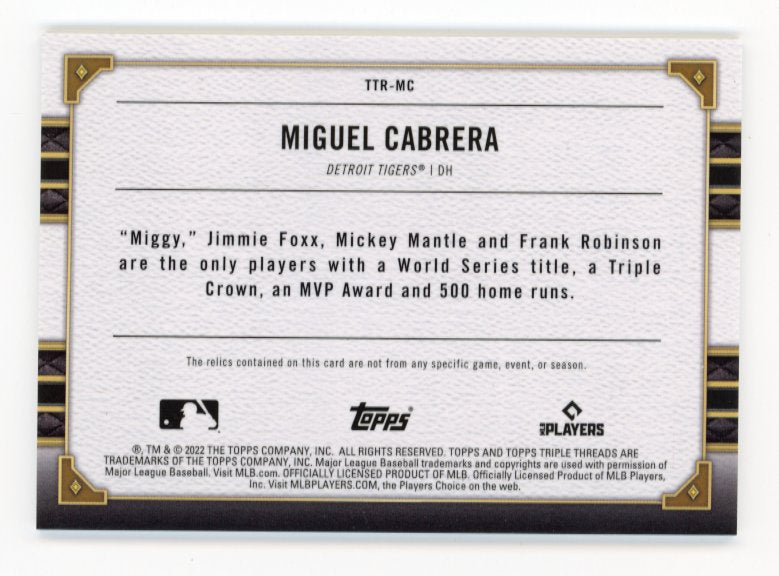 TTR-MC
MIGUEL CABRERA
DETROIT TIGERS® | DH
“Miggy,” Jimmie Foxx, Mickey Mantle and Frank Robinson
are the only players with a World Series title, a Triple
Crown, an MVP Award and 500 home runs.
The relics contained on this card are not from any specific game, event, or season.
Topps®
MLB PLAYERS
®, TM & © 2022 THE TOPPS COMPANY, INC. ALL RIGHTS RESERVED. TOPPS AND TOPPS TRIPLE THREADS ARE
TRADEMARKS OF THE TOPPS COMPANY, INC. Major League Baseball trademarks and copyrights are used with permission of
Major League Baseball. Visit MLB.com. OFFICIALLY LICENSED PRODUCT OF MLB. Officially Licensed Product of MLB Players,
Inc. Visit MLBPLAYERS.COM, the Players Choice on the web.